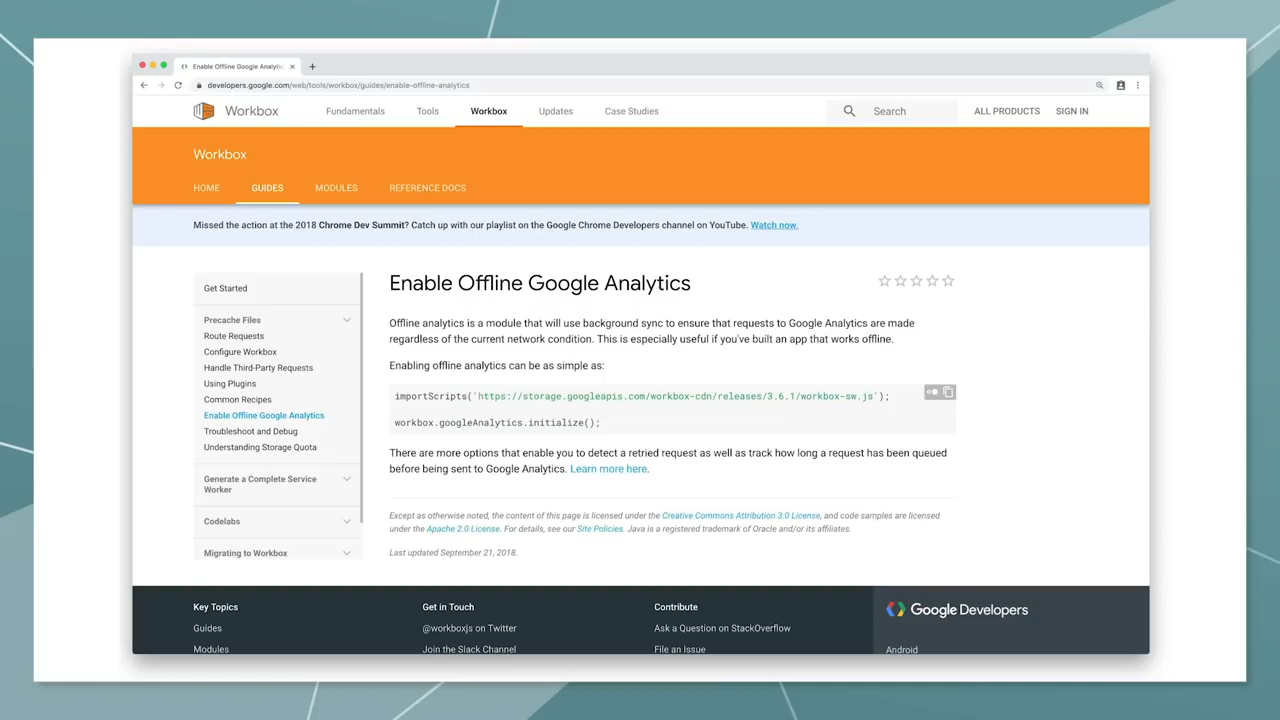 Enable Offline Google Analytic
developers.google.com/web/tools/workbox/guides/enable-offline-analytics
Workbox
Fundamentals
Tools
Workbox
Updates
Case Studies
Search
ALL PRODUCTS
SIGN IN
Workbox
HOME
GUIDES
MODULES
REFERENCE DOCS
Missed the action at the 2018 Chrome Dev Summit? Catch up with our playlist on the Google Chrome Developers channel on YouTube. Watch now.
Get Started
Precache Files
Route Requests
Configure Workbox
Handle Third-Party Requests
Using Plugins
Common Recipes
Enable Offline Google Analytics
Troubleshoot and Debug
Understanding Storage Quota
Generate a Complete Service
Worker
Codelabs
Migrating to Workbox
Enable Offline Google Analytics
Offline analytics is a module that will use background sync to ensure that requests to Google Analytics are made
regardless of the current network condition. This is especially useful if you've built an app that works offline.
Enabling offline analytics can be as simple as:
importScripts('https://storage.googleapis.com/workbox-cdn/releases/3.6.1/workbox-sw.js');
workbox.googleAnalytics.initialize();
There are more options that enable you to detect a retried request as well as track how long a request has been queued
before being sent to Google Analytics. Learn more here.
Except as otherwise noted, the content of this page is licensed under the Creative Commons Attribution 3.0 License, and code samples are licensed
under the Apache 2.0 License. For details, see our Site Policies. Java is a registered trademark of Oracle and/or its affiliates.
Last updated September 21, 2018.
Key Topics
Guides
Modules
Get in Touch
@workboxjs on Twitter
Join the Slack Channel
Contribute
Ask a Question on StackOverflow
File an Issue
Google Developers
Android